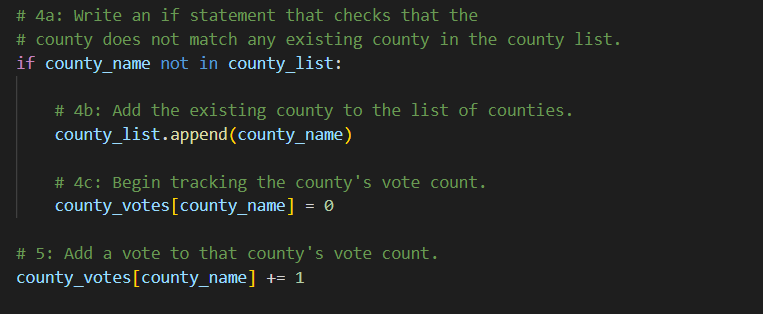 # 4a: Write an if statement that checks that the
# county does not match any existing county in the county list.
if county_name not in county_list:
# 4b: Add the existing county to the list of counties.
county_list.append(county_name)
# 4c: Begin tracking the county's vote count.
county_votes[county_name] = 0
# 5: Add a vote to that county's vote count.
county_votes[county_name] += 1